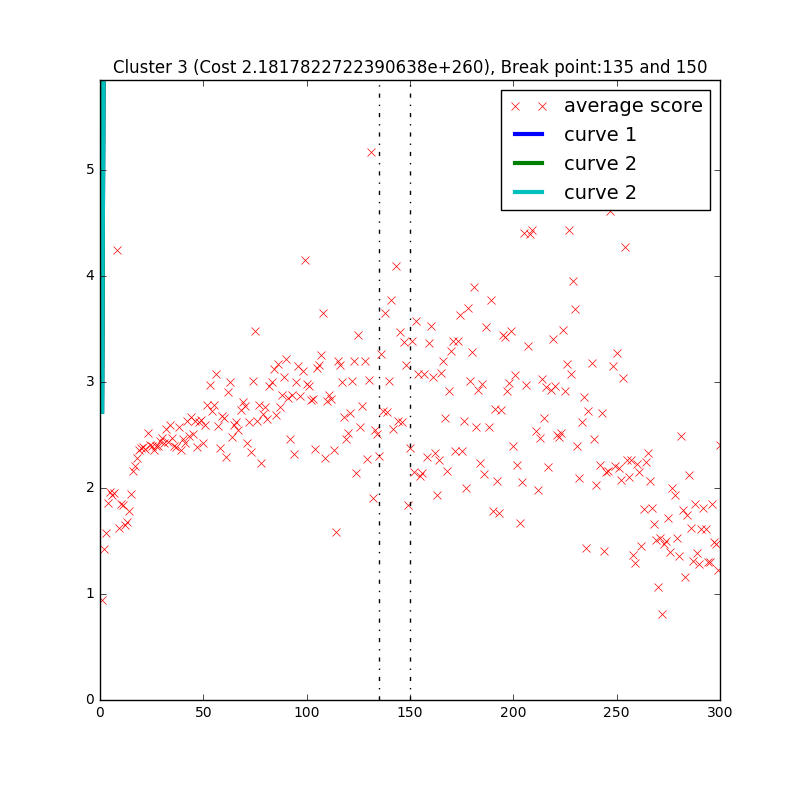 Cluster 3 (Cost 2.1817822722390638e+260), Break point:135 and 150
average score
curve 1
curve 2
curve 2
5
4
3
2
1
0
0 50 100 150 200 250 300